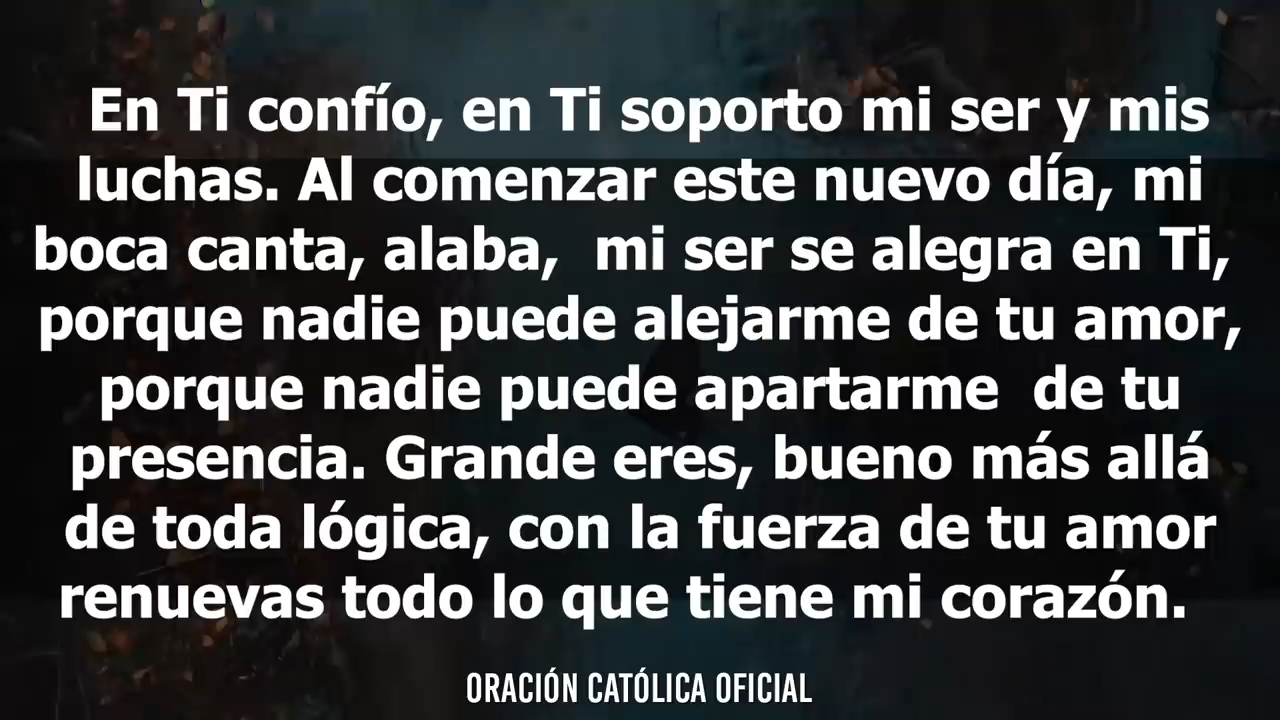 En Ti confío, en Ti soporto mi ser y mis
luchas. Al comenzar este nuevo día, mi
boca canta, alaba,  mi ser se alegra en Ti,
porque nadie puede alejarme de tu amor,
porque nadie puede apartarme  de tu
presencia. Grande eres, bueno más allá
de toda lógica, con la fuerza de tu amor
renuevas todo lo que tiene mi corazón.
ORACIÓN CATÓLICA OFICIAL